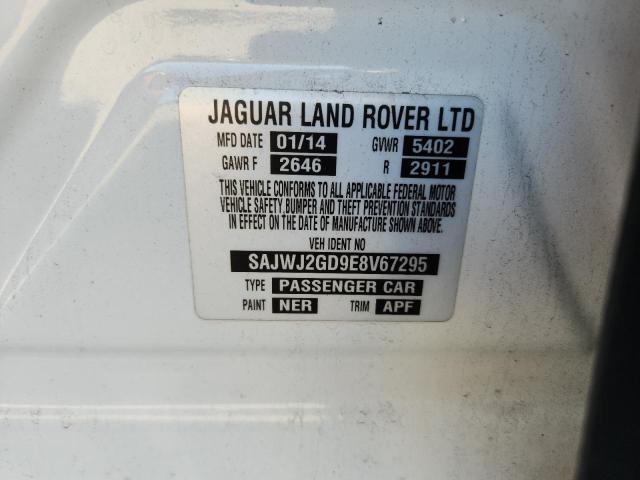 JAGUAR LAND ROVER LTD
MFD DATE 01/14 GVWR 5402
GAWR F 2646 R 2911
THIS VEHICLE CONFORMS TO ALL APPLICABLE FEDERAL MOTOR
VEHICLE SAFETY, BUMPER AND THEFT PREVENTION STANDARDS
IN EFFECT ON THE DATE OF MANUFACTURE SHOWN ABOVE.
VEH IDENT NO
SAJWJ2GD9E8V67295
TYPE PASSENGER CAR
PAINT NER TRIM APF